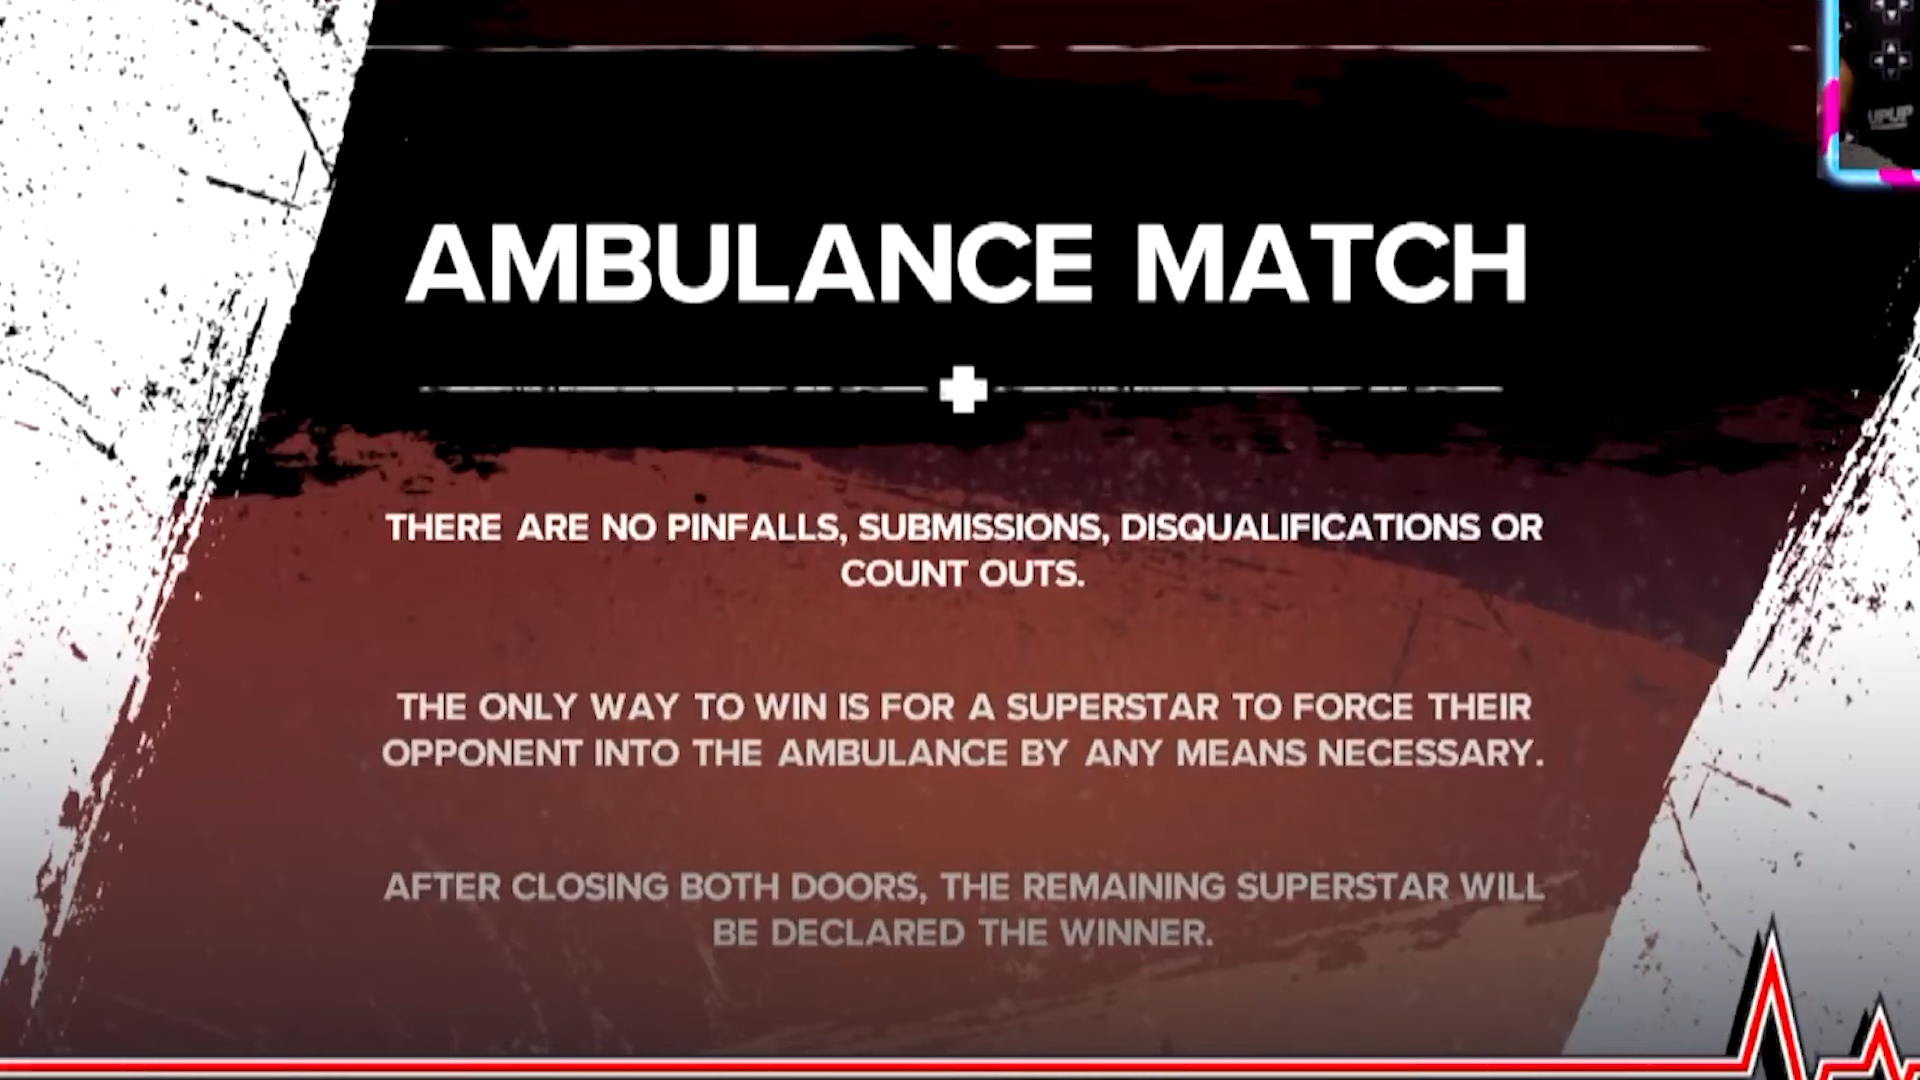 UPUP
AMBULANCE MATCH
THERE ARE NO PINFALLS, SUBMISSIONS, DISQUALIFICATIONS OR
COUNT OUTS.
THE ONLY WAY TO WIN IS FOR A SUPERSTAR TO FORCE THEIR
OPPONENT INTO THE AMBULANCE BY ANY MEANS NECESSARY.
AFTER CLOSING BOTH DOORS, THE REMAINING SUPERSTAR WILL
BE DECLARED THE WINNER.